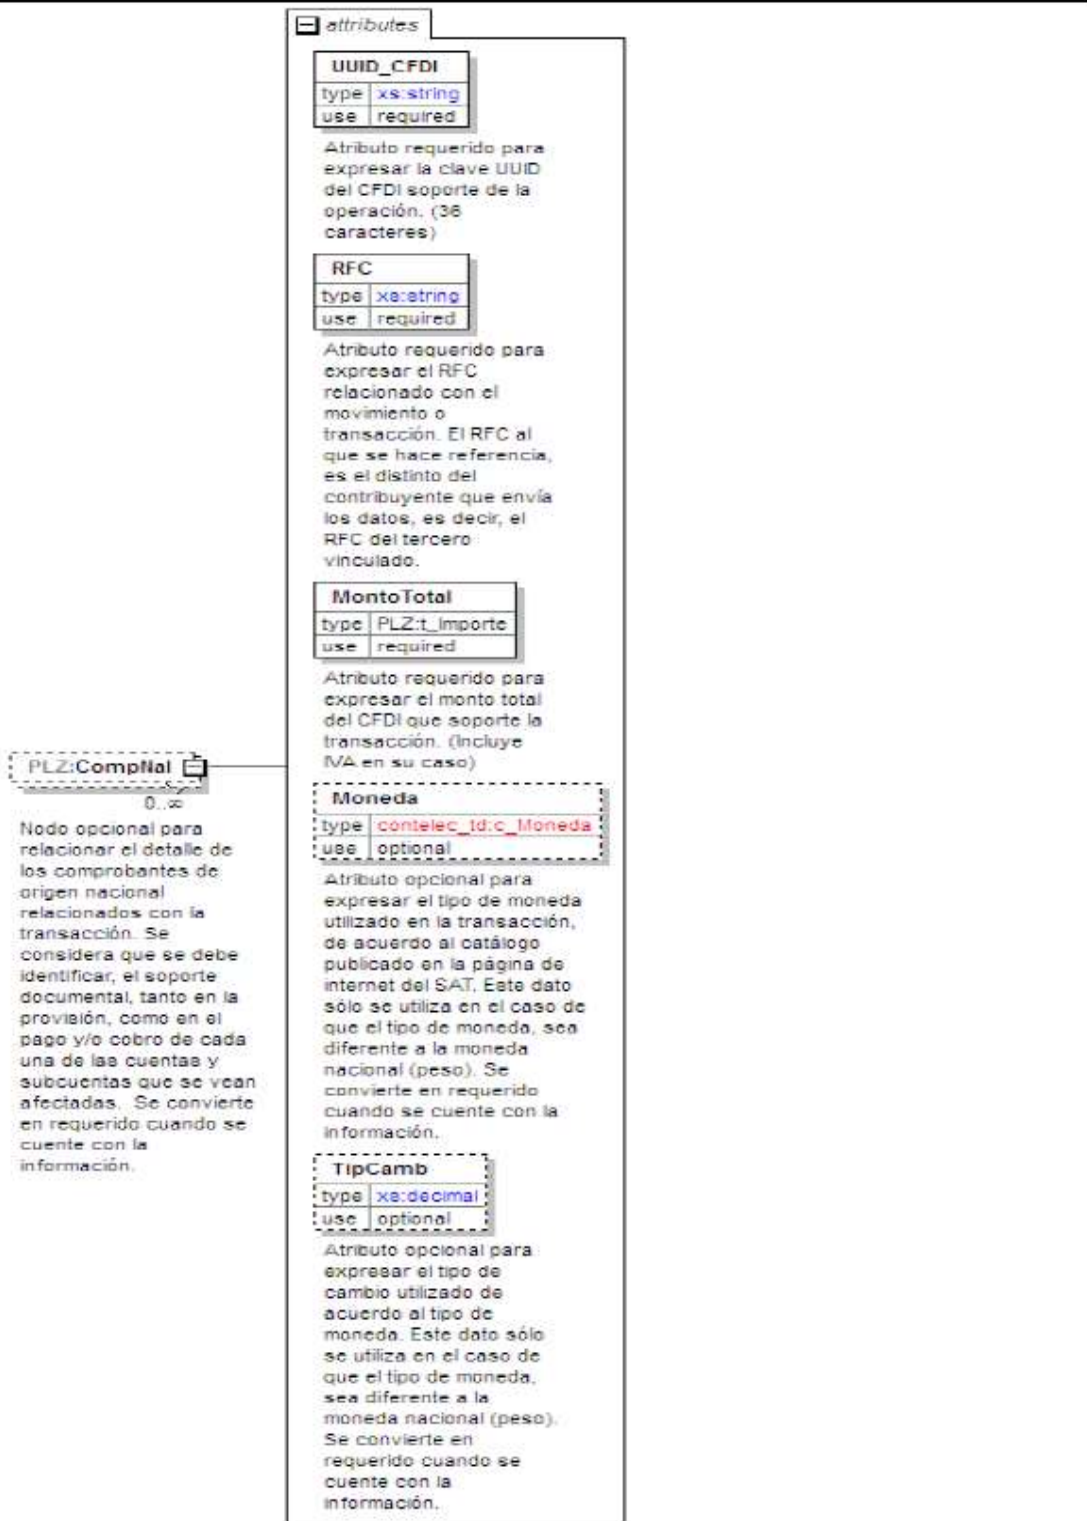 attributes
UUID_CFDI
type xs:string
use required
Atributo requerido para
expresar la clave UUID
del CFDI soporte de la
operación. (36
caracteres)
RFC
type xs:string
use required
Atributo requerido para
expresar el RFC
relacionado con el
movimiento o
transacción. El RFC al
que se hace referencia,
es el distinto del
contribuyente que envía
los datos, es decir, el
RFC del tercero
vinculado.
MontoTotal
type PLZ:t_Importe
use required
Atributo requerido para
expresar el monto total
del CFDI que soporte la
transacción. (Incluye
IVA en su caso)
PLZ:CompNal
0..∞
Nodo opcional para
relacionar el detalle de
los comprobantes de
origen nacional
relacionados con la
transacción. Se
considera que se debe
identificar, el soporte
documental, tanto en la
provisión, como en el
pago y/o cobro de cada
una de las cuentas y
subcuentas que se vean
afectadas. Se convierte
en requerido cuando se
cuente con la
información.
Moneda
type contelec_td:c_Moneda
use optional
Atributo opcional para
expresar el tipo de moneda
utilizado en la transacción,
de acuerdo al catálogo
publicado en la página de
internet del SAT. Este dato
sólo se utiliza en el caso de
que el tipo de moneda, sea
diferente a la moneda
nacional (peso). Se
convierte en requerido
cuando se cuente con la
información.
TipCamb
type xs:decimal
use optional
Atributo opcional para
expresar el tipo de
cambio utilizado de
acuerdo al tipo de
moneda. Este dato sólo
se utiliza en el caso de
que el tipo de moneda,
sea diferente a la
moneda nacional (peso).
Se convierte en
requerido cuando se
cuente con la
información.